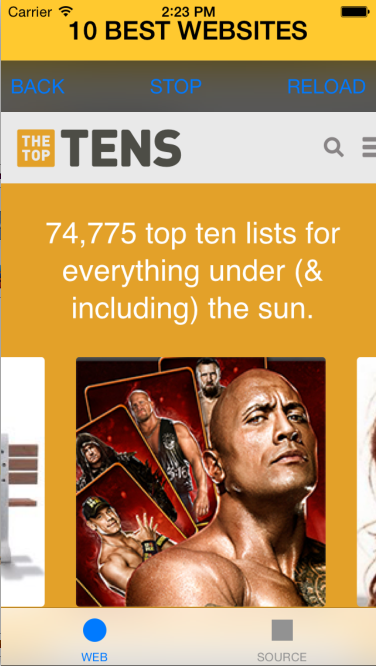 Carrier 2:23 PM
10 BEST WEBSITES
BACK STOP RELOAD
THE TOP TENS
74,775 top ten lists for
everything under (&
including) the sun.
WEB SOURCE